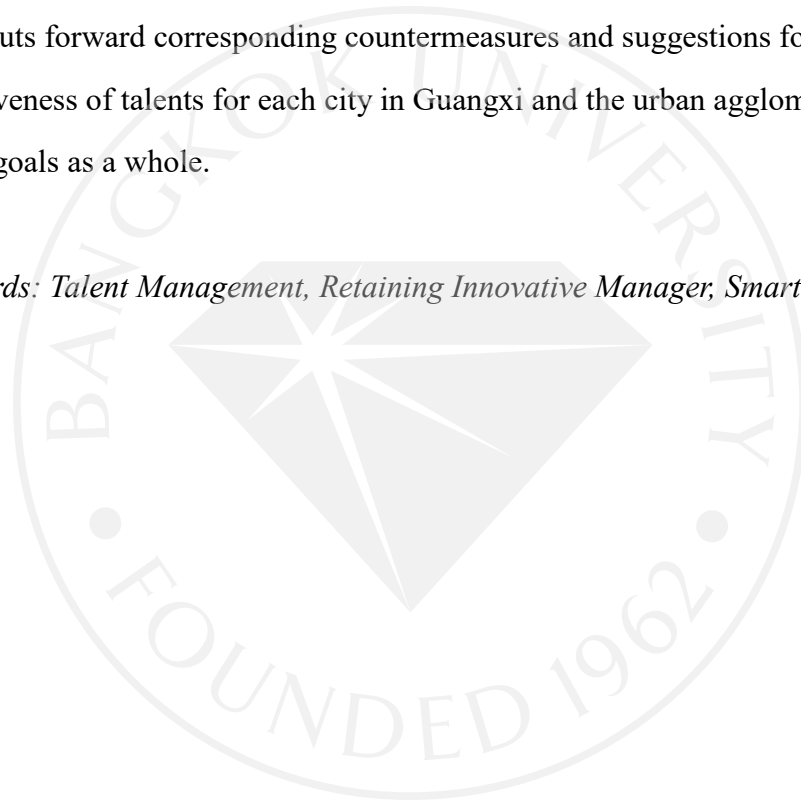 uts forward corresponding countermeasures and suggestions fo
veness of talents for each city in Guangxi and the urban agglom
goals as a whole.
rds: Talent Management, Retaining Innovative Manager, Smart
BANGKOK UNIVERSITY
FOUNDED 1962